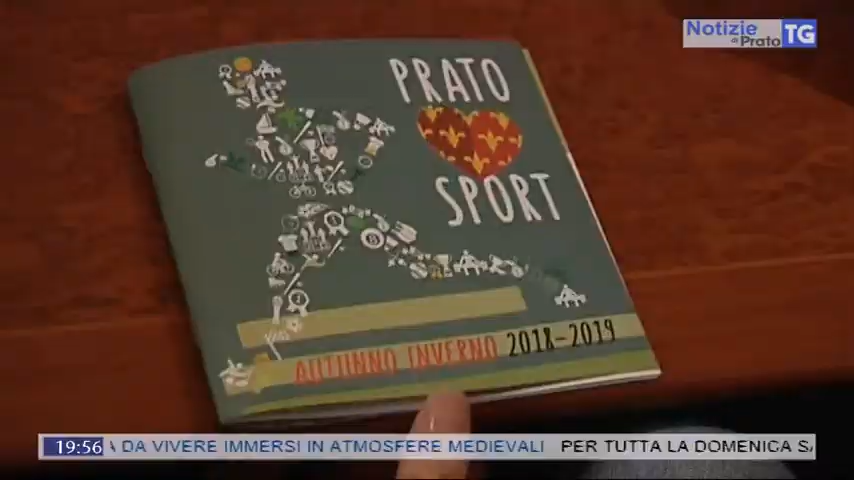 Notizie
di Prato TG
PRATO
SPORT
AUTUNNO INVERNO 2018-2019
19:56 A DA VIVERE IMMERSI IN ATMOSFERE MEDIEVALI PER TUTTA LA DOMENICA